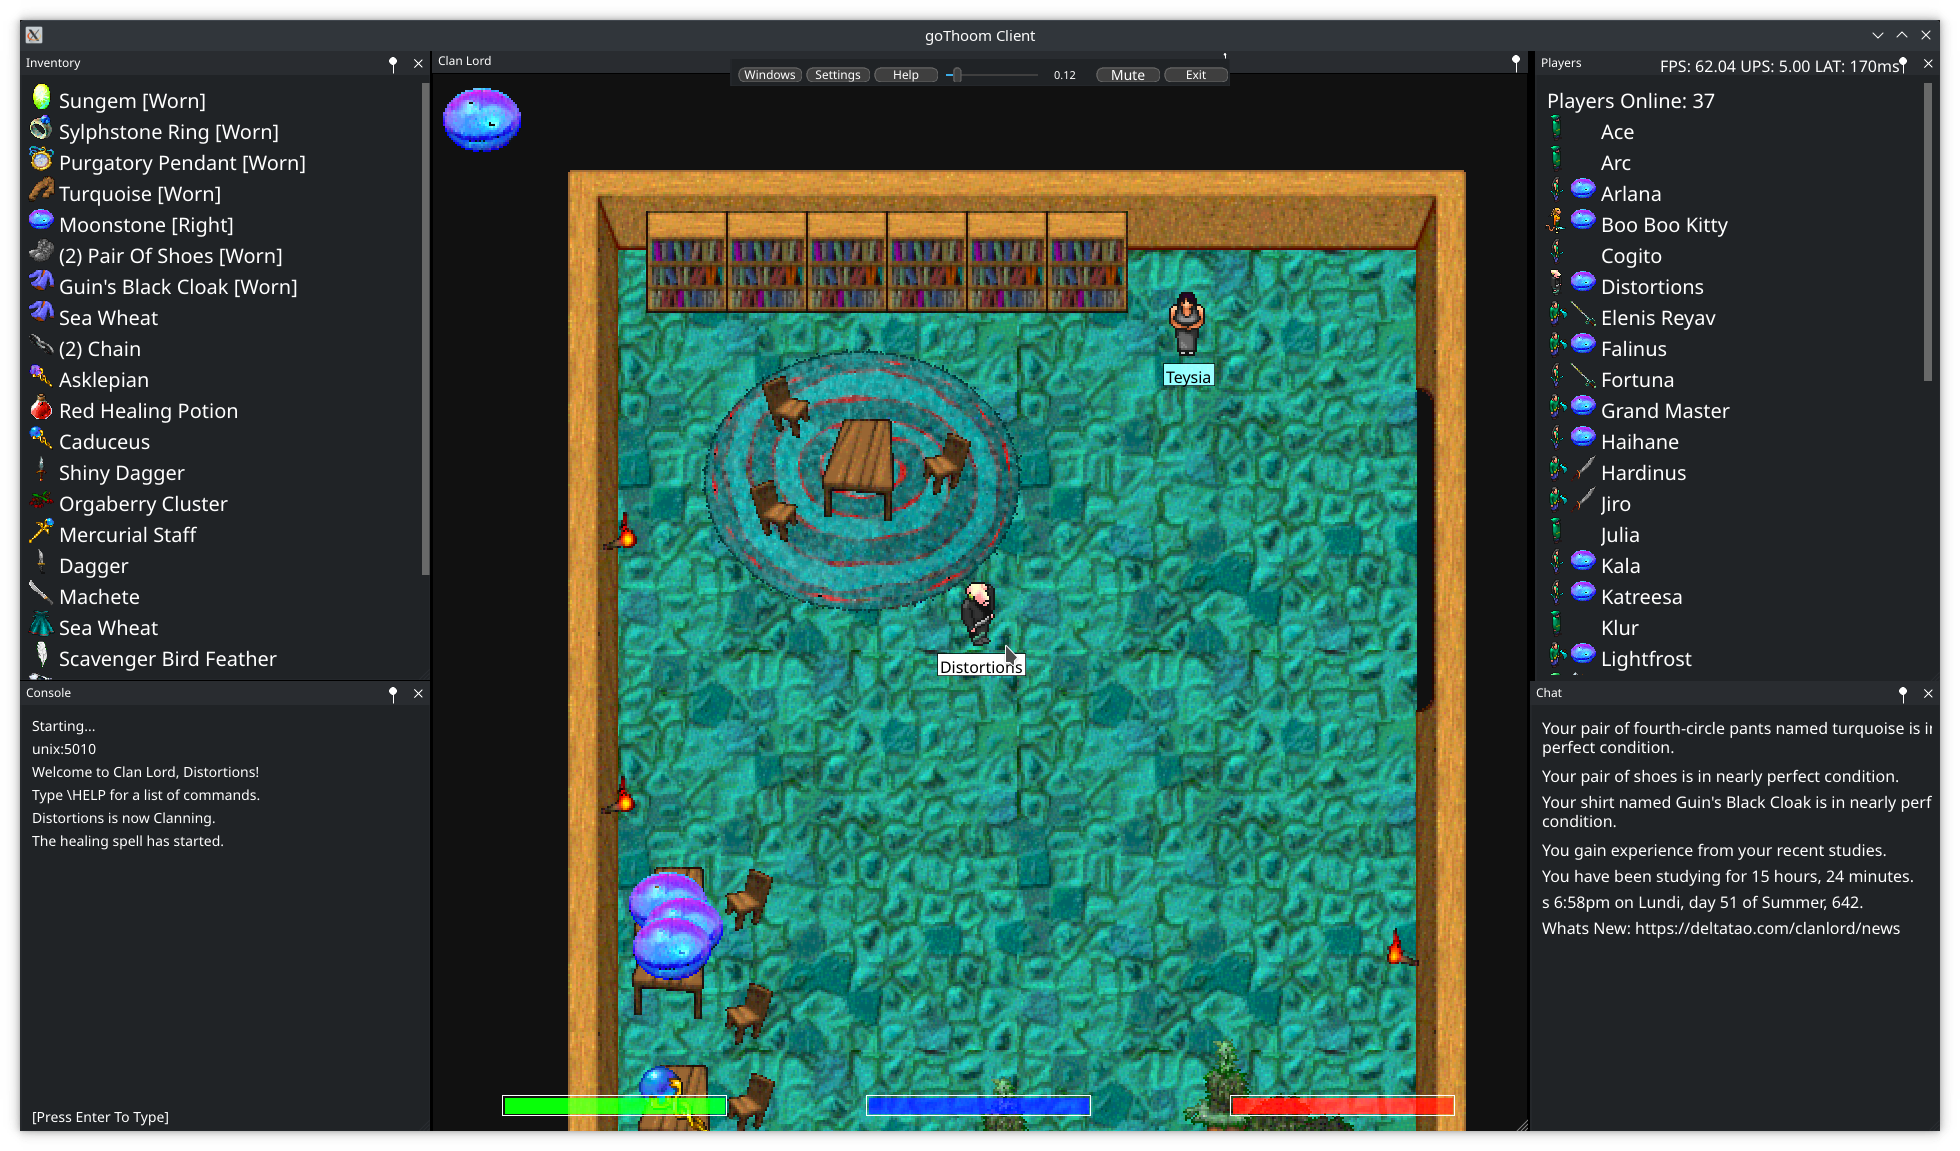 goThoom Client
Inventory
Sungem [Worn]
Sylphstone Ring [Worn]
Purgatory Pendant [Worn]
Turquoise [Worn]
Moonstone [Right]
(2) Pair Of Shoes [Worn]
Guin's Black Cloak [Worn]
Sea Wheat
(2) Chain
Asklepian
Red Healing Potion
Caduceus
Shiny Dagger
Orgaberry Cluster
Mercurial Staff
Dagger
Machete
Sea Wheat
Scavenger Bird Feather
Console
Starting...
unix:5010
Welcome to Clan Lord, Distortions!
Type \HELP for a list of commands.
Distortions is now Clanning.
The healing spell has started.
[Press Enter To Type]
Clan Lord
Windows Settings Help 0.12 Mute Exit
Teysia
Distortions
Players
FPS: 62.04 UPS: 5.00 LAT: 170ms
Players Online: 37
Ace
Arc
Arlana
Boo Boo Kitty
Cogito
Distortions
Elenis Reyav
Falinus
Fortuna
Grand Master
Haihane
Hardinus
Jiro
Julia
Kala
Katreesa
Klur
Lightfrost
Chat
Your pair of fourth-circle pants named turquoise is in
perfect condition.
Your pair of shoes is in nearly perfect condition.
Your shirt named Guin's Black Cloak is in nearly perf
condition.
You gain experience from your recent studies.
You have been studying for 15 hours, 24 minutes.
s 6:58pm on Lundi, day 51 of Summer, 642.
Whats New: https://deltatao.com/clanlord/news